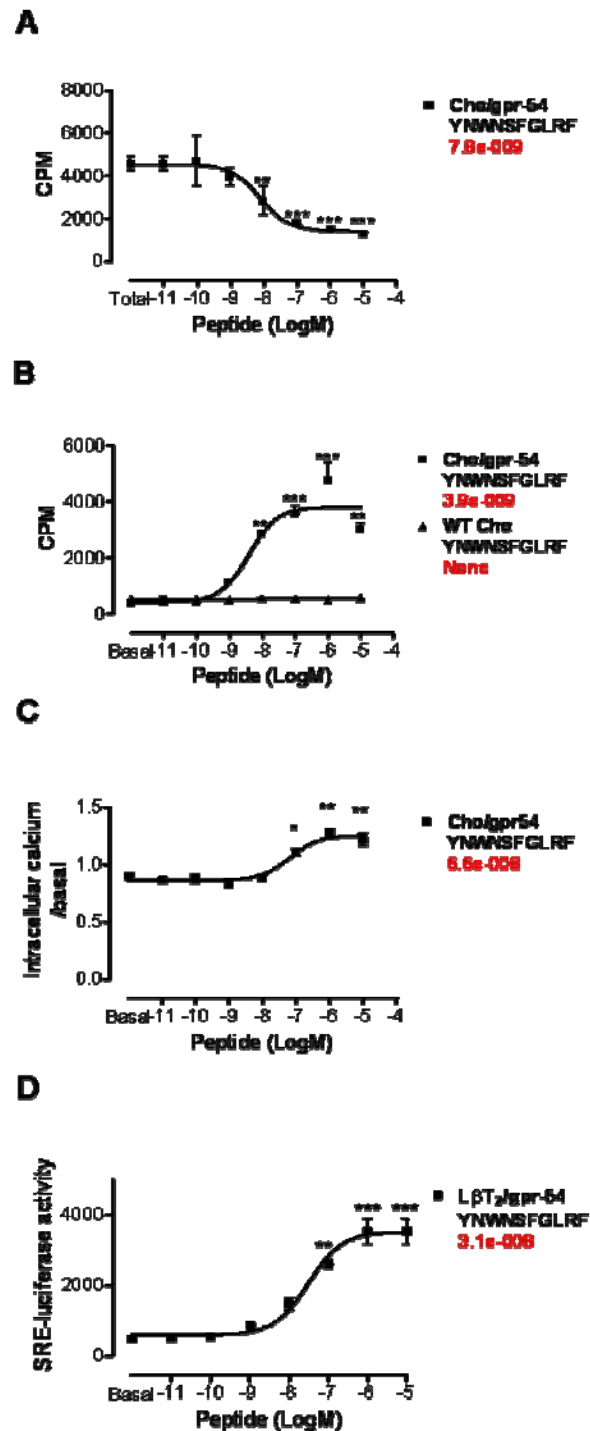 A
8000
6000
4000
2000
0
CPM
** *** *** ***
Total -11 -10 -9 -8 -7 -6 -5 -4
Peptide (LogM)
Cho/gpr-54
YNWNSFGLRF
7.8e-009
B
6000
4000
2000
0
CPM
** *** *** **
Basal -11 -10 -9 -8 -7 -6 -5 -4
Peptide (LogM)
Cho/gpr-54
YNWNSFGLRF
3.9e-009
WT Cho
YNWNSFGLRF
None
C
1.5
1.0
0.5
0.0
Intracellular calcium
/basal
* ** **
Basal -11 -10 -9 -8 -7 -6 -5 -4
Peptide (LogM)
Cho/gpr54
YNWNSFGLRF
6.6e-008
D
4000
2000
0
SRE-luciferase activity
** *** ***
Basal -11 -10 -9 -8 -7 -6 -5
Peptide (LogM)
LβT₂/gpr-54
YNWNSFGLRF
3.1e-008